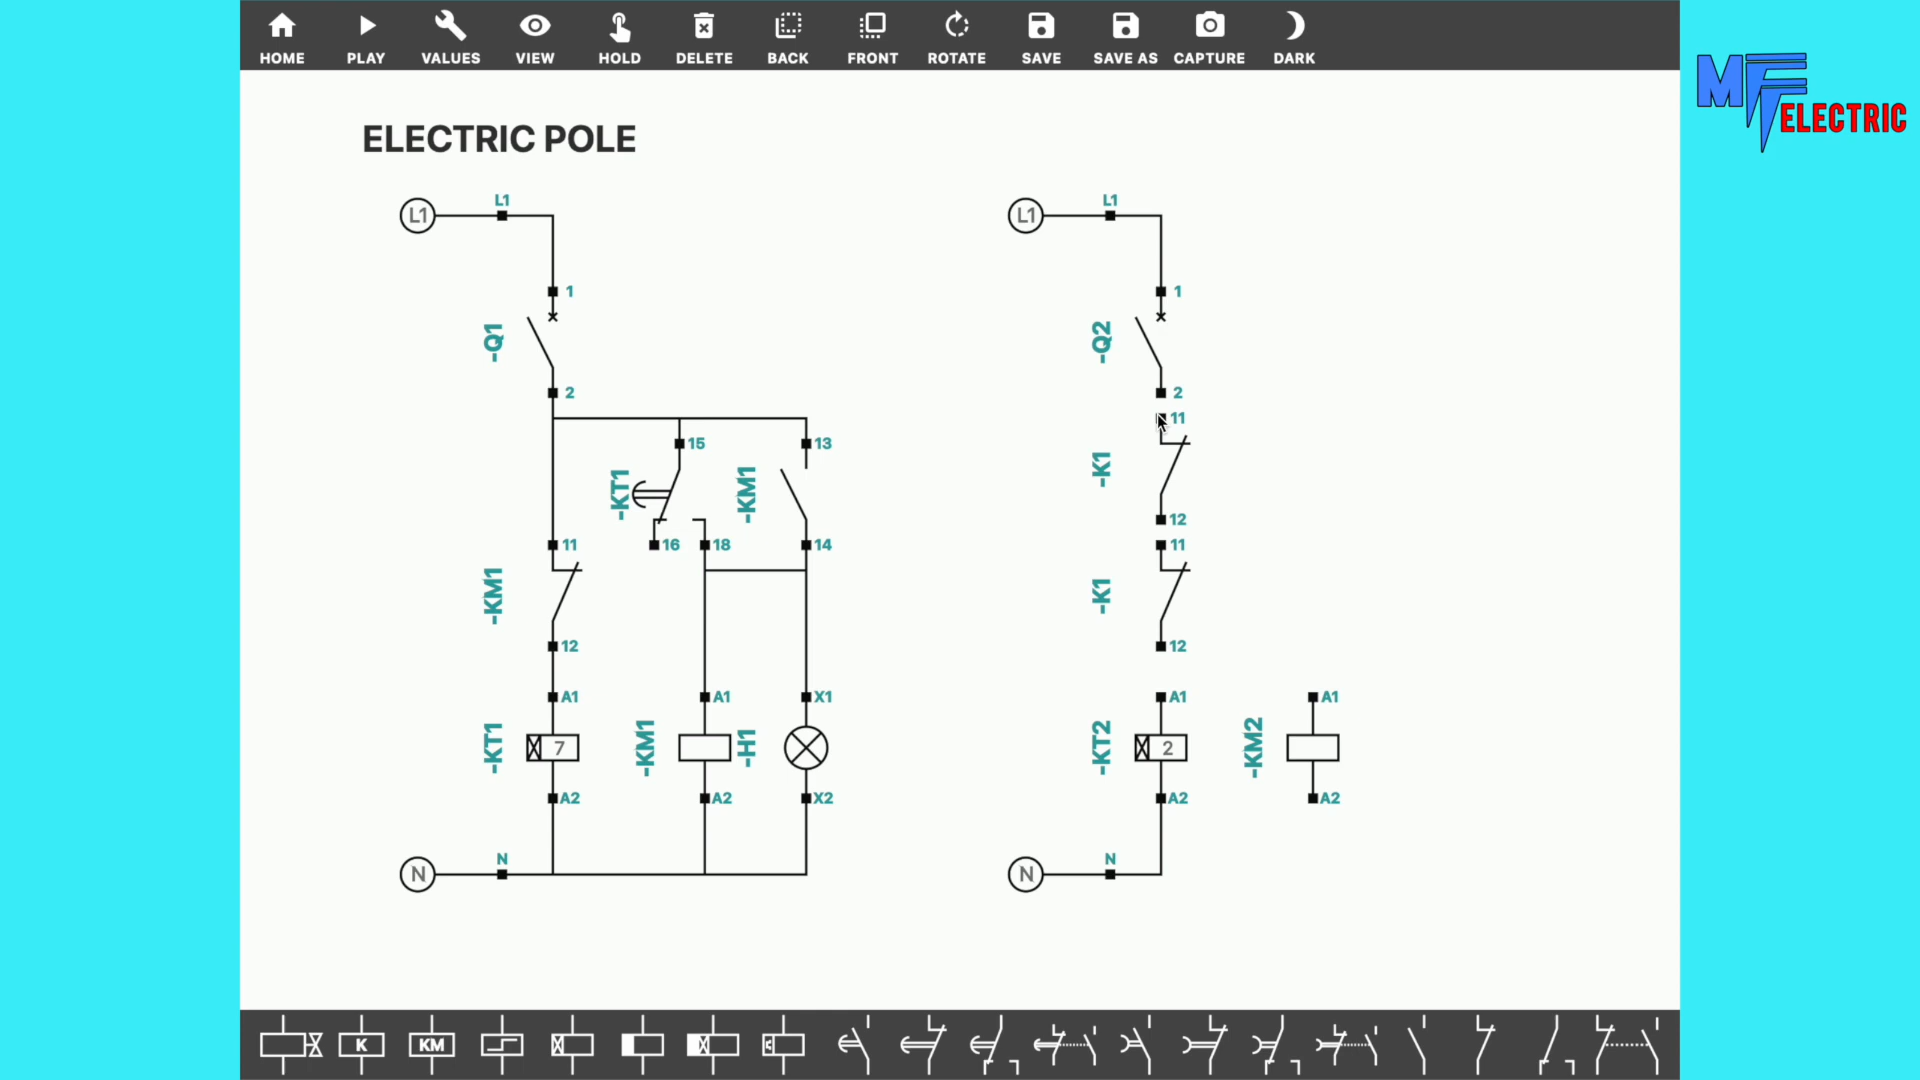 HOME PLAY VALUES VIEW HOLD DELETE BACK FRONT ROTATE SAVE SAVE AS CAPTURE DARK
MF ELECTRIC
ELECTRIC POLE
L1 L1 L1 L1
1 1
-Q1 -Q2
2 2
11
15 13
-KT1 -KM1 -K1
12
11 16 18 14 11
-KM1 -K1
12 12
A1 A1 X1 A1 A1
-KT1 7 -KM1 -H1 -KT2 2 -KM2
A2 A2 X2 A2 A2
N N N N
K KM